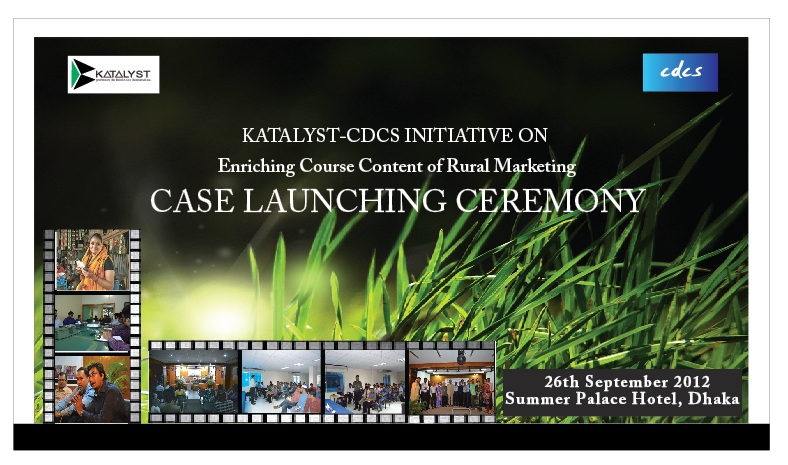 KATALYST
cdcs
KATALYST-CDCS INITIATIVE ON
Enriching Course Content of Rural Marketing
CASE LAUNCHING CEREMONY
26th September 2012
Summer Palace Hotel, Dhaka